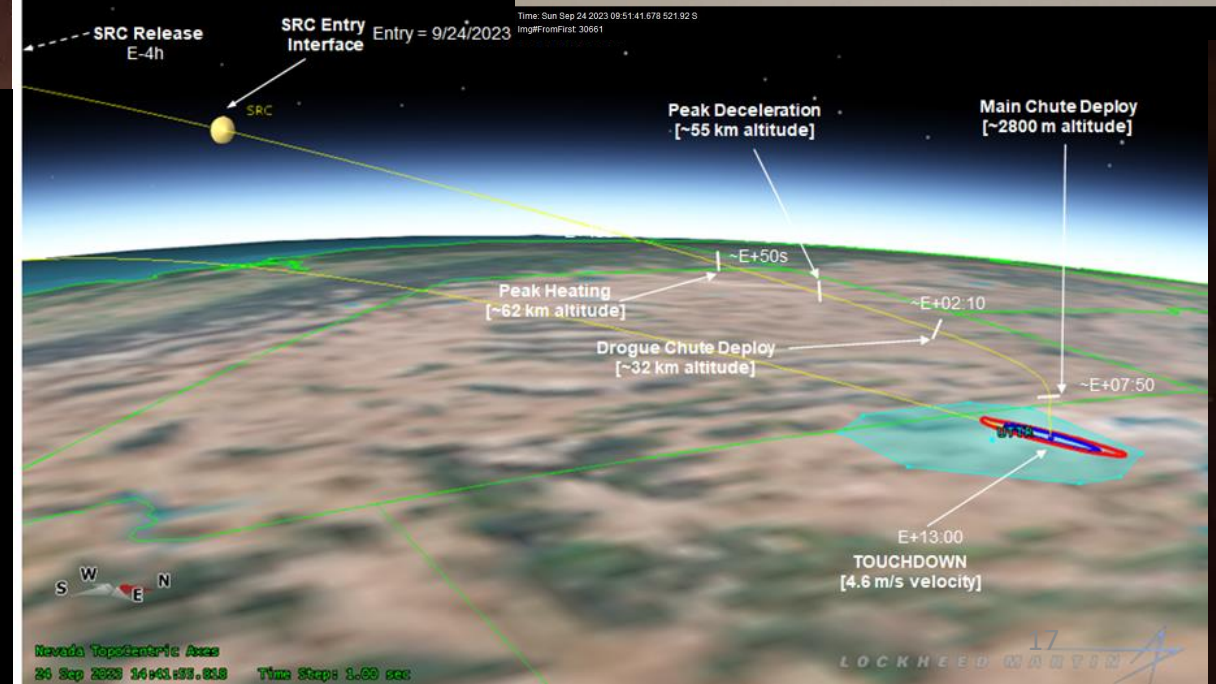 Time: Sun Sep 24 2023 09:51:41.678 521.92 S
Img#FromFirst: 30661
SRC Release
E-4h
SRC Entry
Interface
Entry = 9/24/2023
SRC
Peak Deceleration
[~55 km altitude]
Main Chute Deploy
[~2800 m altitude]
~E+50s
Peak Heating
[~62 km altitude]
~E+02:10
Drogue Chute Deploy
[~32 km altitude]
~E+07:50
UTTR
E+13:00
TOUCHDOWN
[4.6 m/s velocity]
S W E N
Nevada TopoCentric Axes
24 Sep 2023 14:41:55.818 Time Step: 1.00 sec
17
LOCKHEED MARTIN